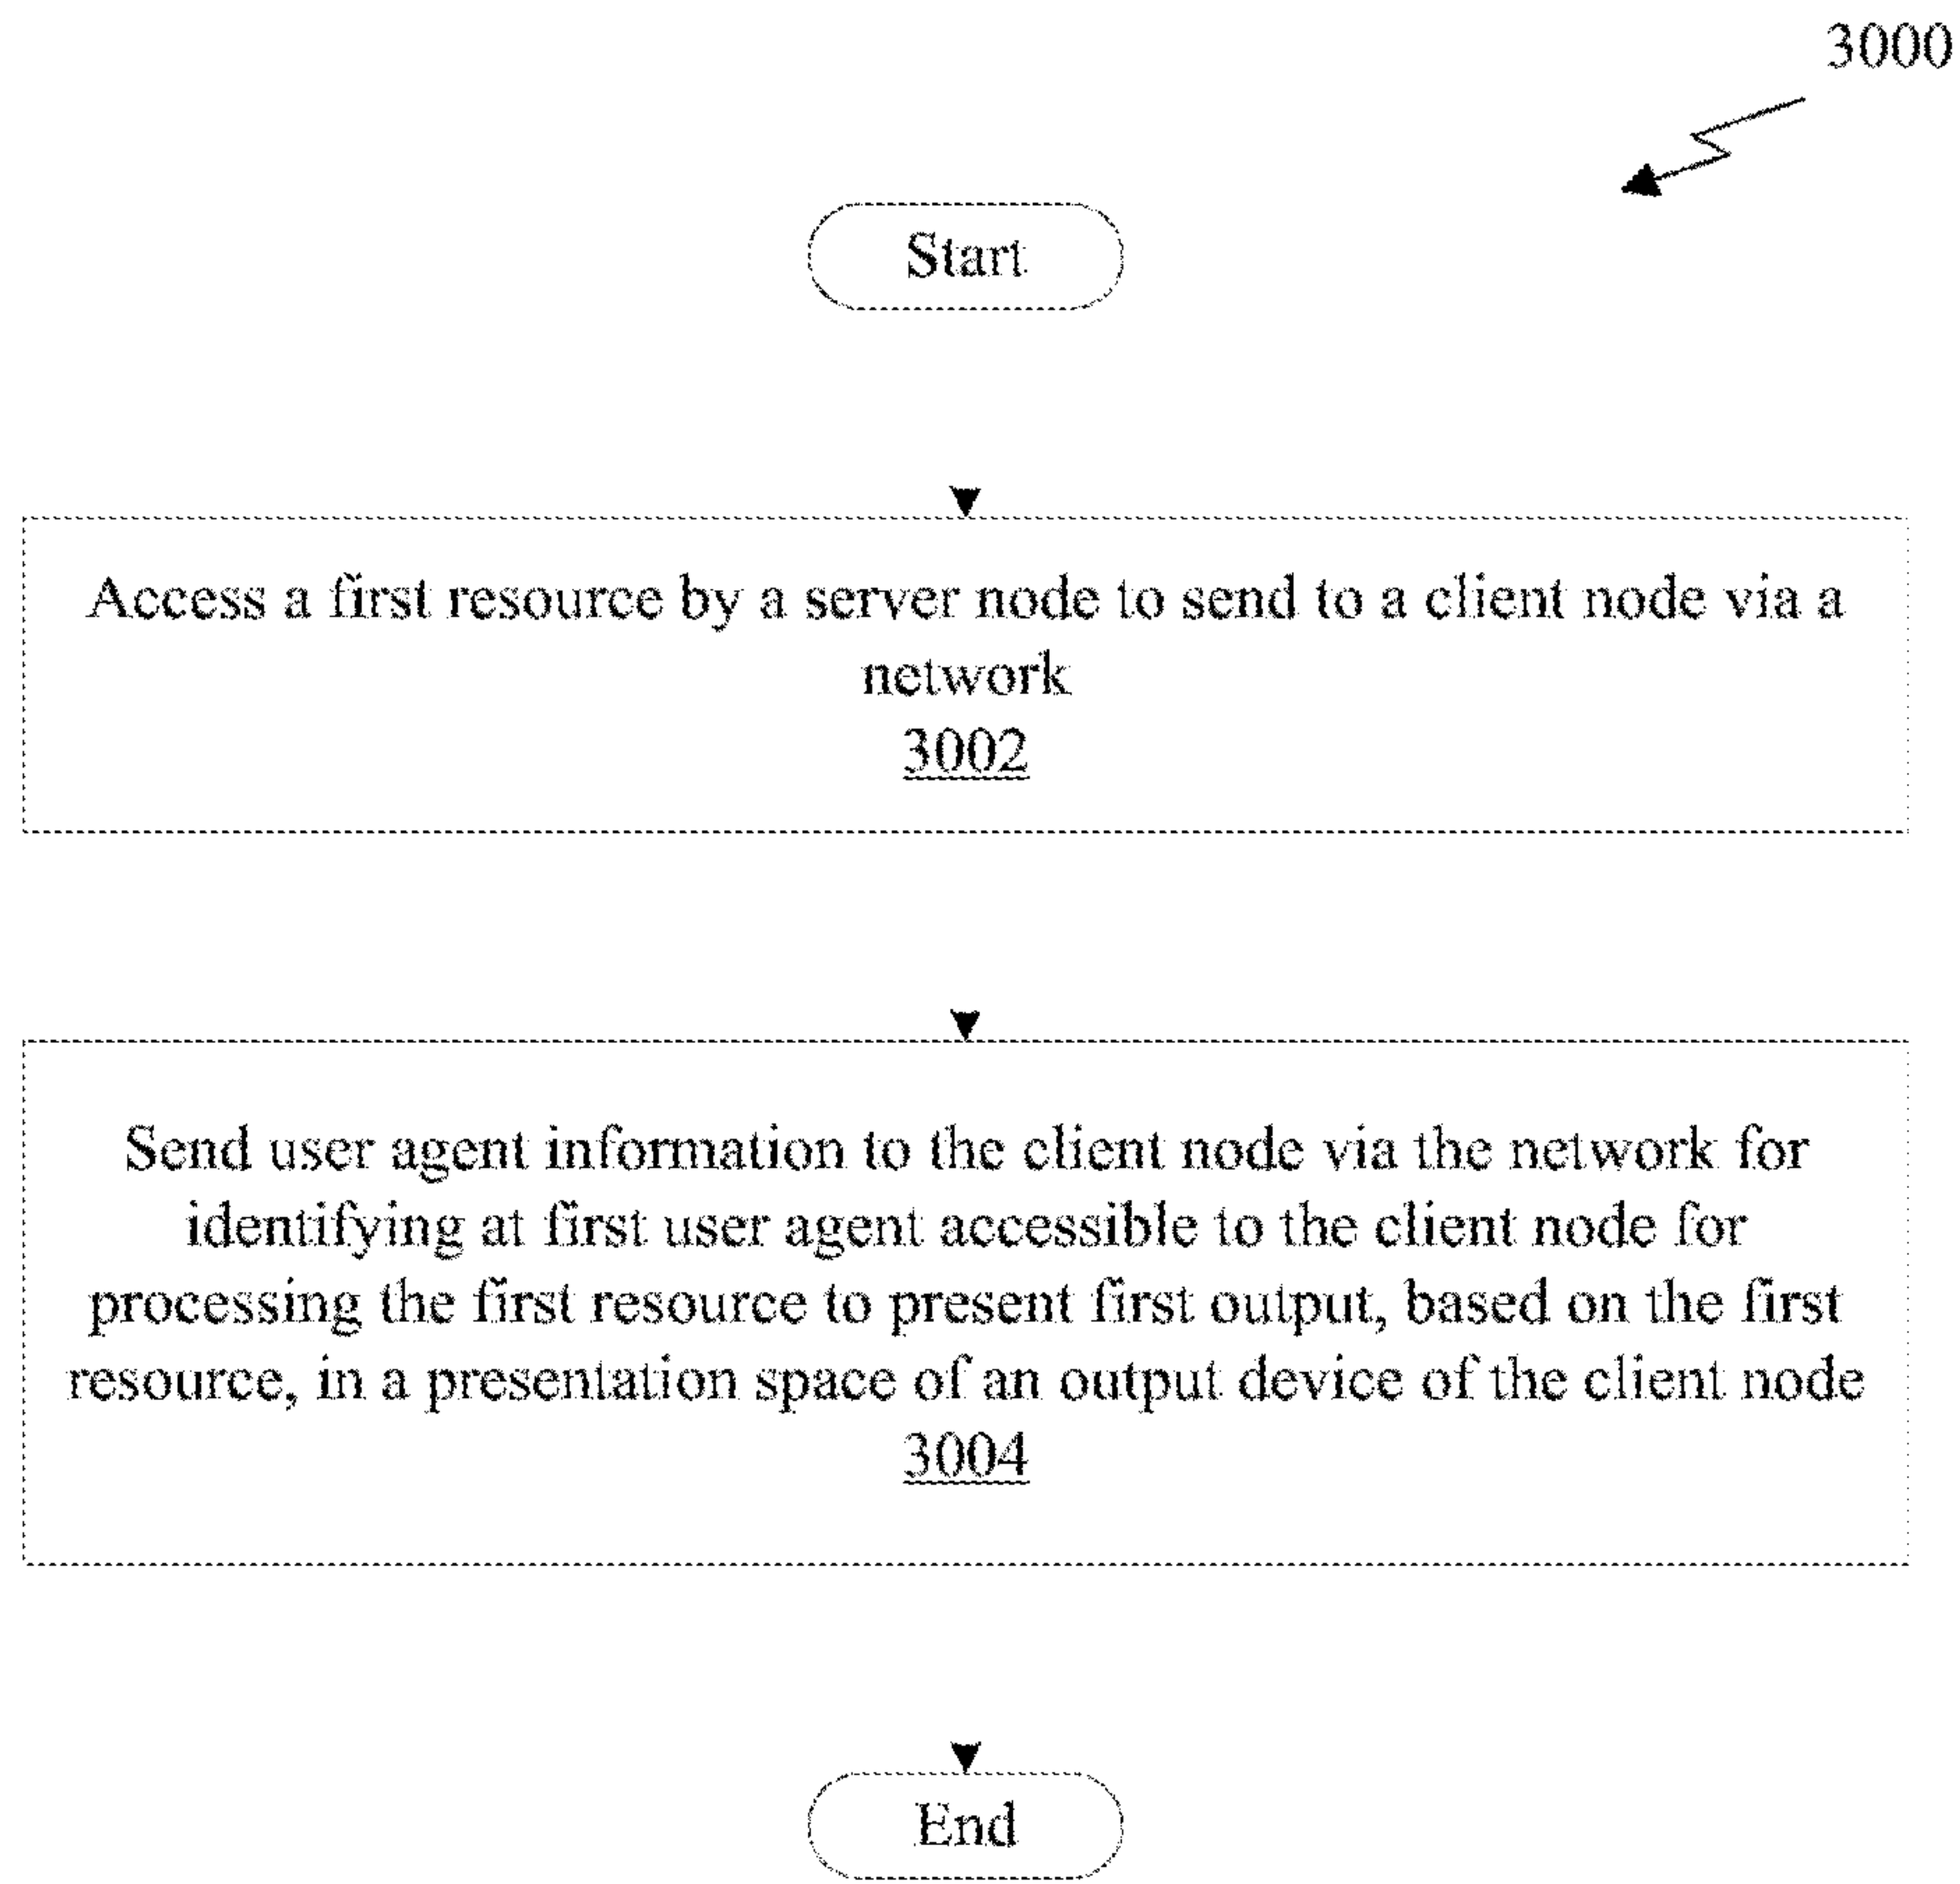 3000
Start
Access a first resource by a server node to send to a client node via a
network
3002
Send user agent information to the client node via the network for
identifying at first user agent accessible to the client node for
processing the first resource to present first output, based on the first
resource, in a presentation space of an output device of the client node
3004
End